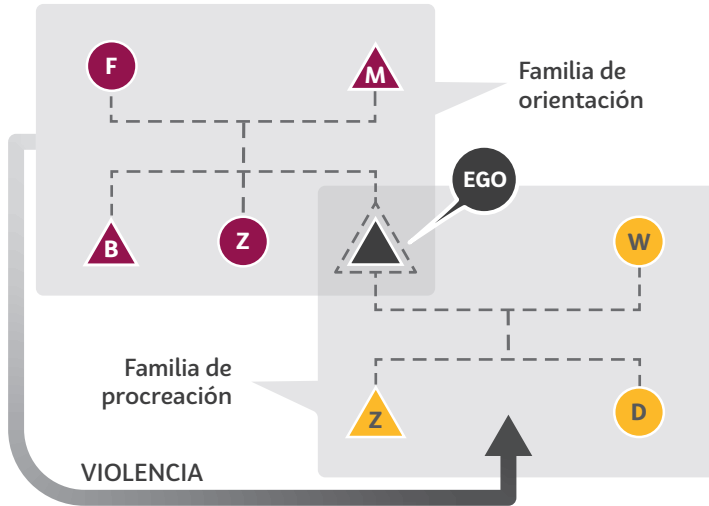 F
M
Familia de
orientación
EGO
B
Z
W
Familia de
procreación
Z
D
VIOLENCIA